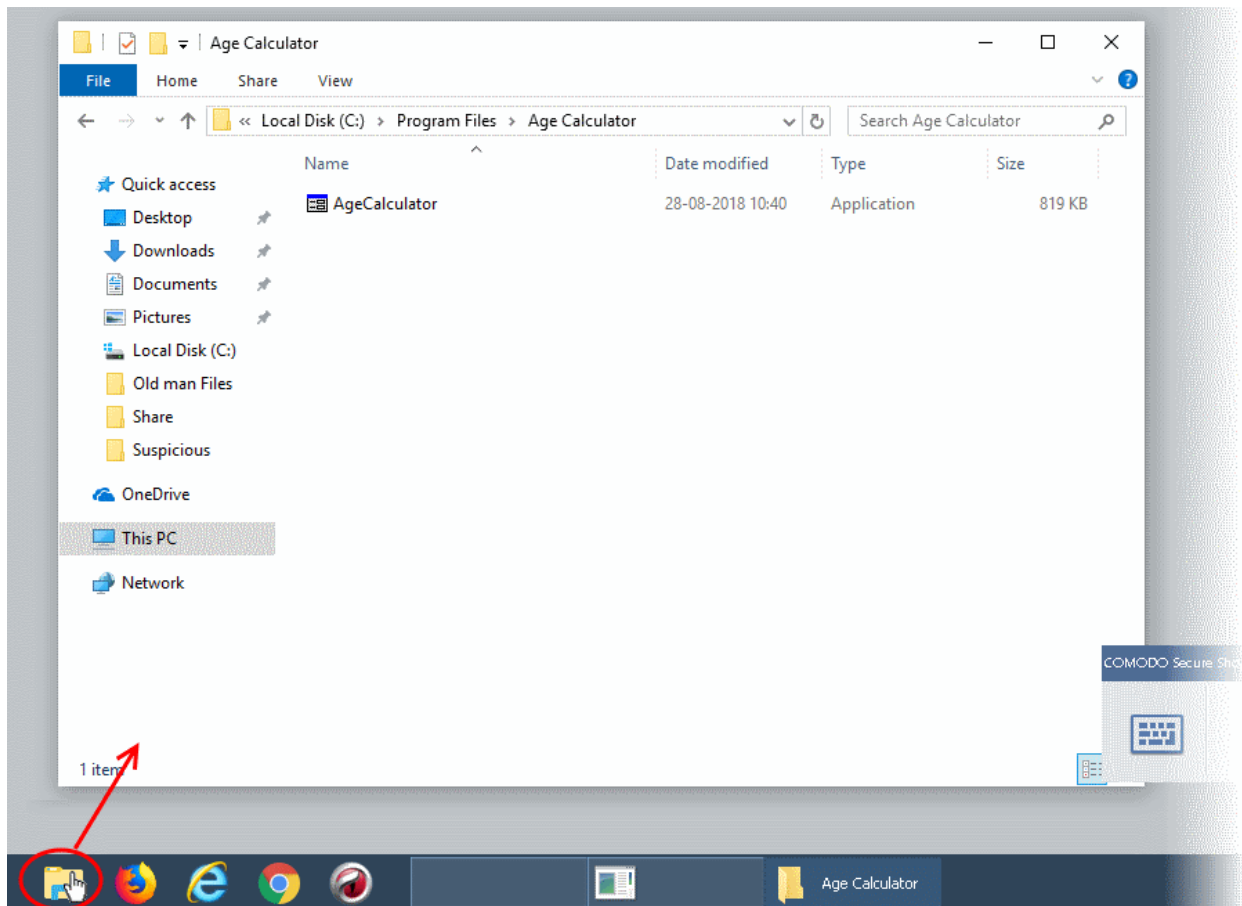 Age Calculator
File Home Share View
« Local Disk (C:) > Program Files > Age Calculator Search Age Calculator
Name Date modified Type Size
Quick access
AgeCalculator 28-08-2018 10:40 Application 819 KB
Desktop
Downloads
Documents
Pictures
Local Disk (C:)
Old man Files
Share
Suspicious
OneDrive
This PC
Network
COMODO Secure Sho
1 item
Age Calculator